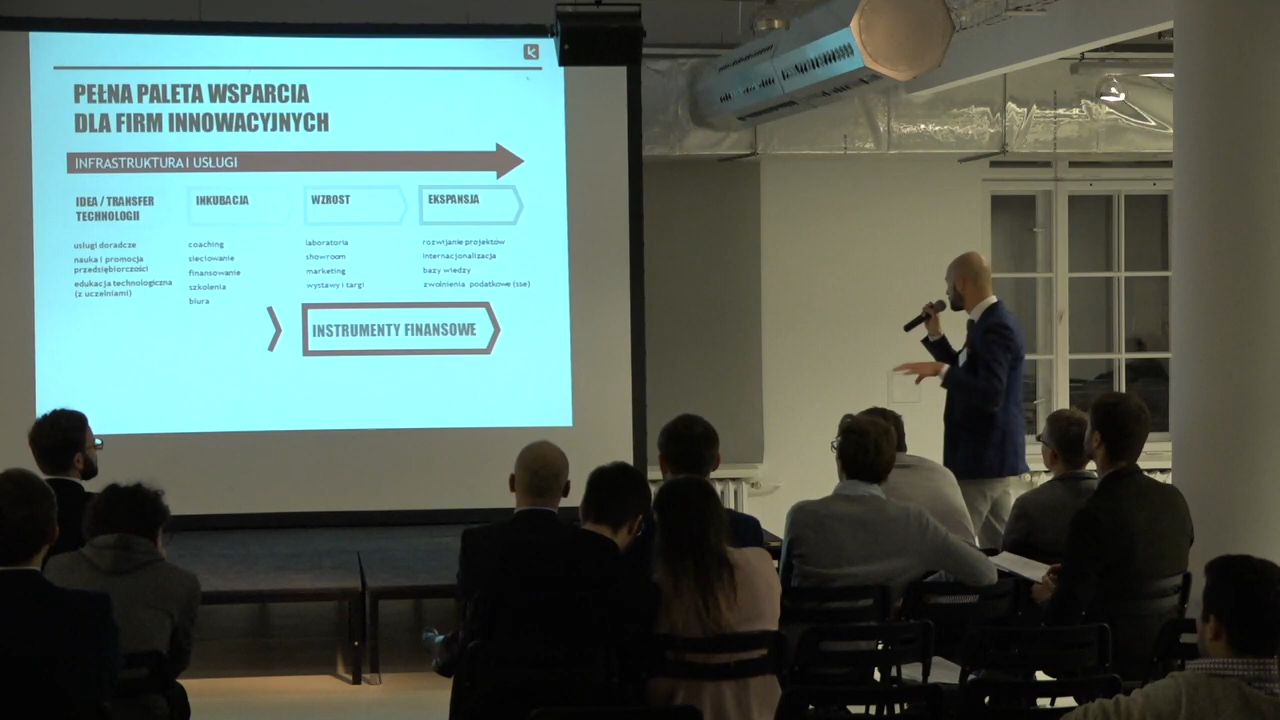 PEŁNA PALETA WSPARCIA
DLA FIRM INNOWACYJNYCH
INFRASTRUKTURA I USŁUGI
IDEA / TRANSFER
TECHNOLOGII
usługi doradcze
nauka i promocja
przedsiębiorczości
edukacja technologiczna
(z uczelniami)
INKUBACJA
coaching
sieciowanie
finansowanie
szkolenia
biura
WZROST
laboratoria
showroom
marketing
wystawy i targi
EKSPANSJA
rozwijanie projektów
internacjonalizacja
bazy wiedzy
zwolnienia podatkowe (sse)
INSTRUMENTY FINANSOWE